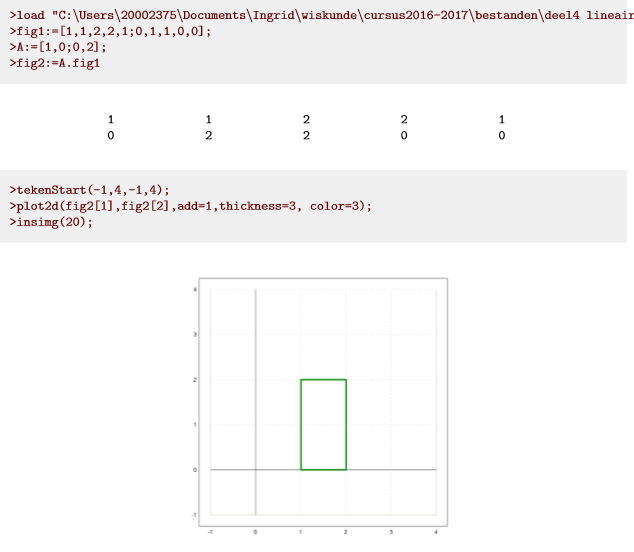 >load "C:\Users\20002375\Documents\Ingrid\wiskunde\cursus2016-2017\bestanden\deel4 lineair
>fig1:=[1,1,2,2,1;0,1,1,0,0];
>A:=[1,0;0,2];
>fig2:=A.fig1
1 1 2 2 1
0 2 2 0 0
>tekenStart(-1,4,-1,4);
>plot2d(fig2[1],fig2[2],add=1,thickness=3, color=3);
>insimg(20);
4
3
2
1
0
-1
-1 0 1 2 3 4